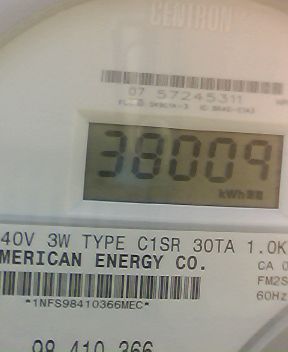 CENTRON
07 57245311
38009
kWh
40V 3W TYPE C1SR 30TA 1.0K
MERICAN ENERGY CO.
CA 0
FM2S
60Hz
*1NFS98410366MEC*
98 410 366